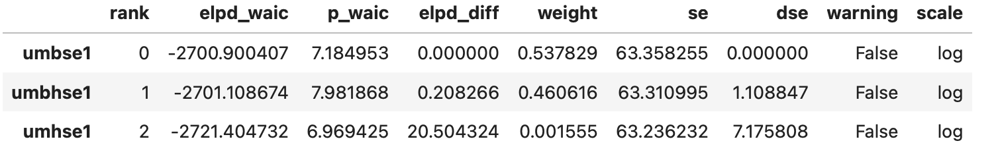 rank elpd_waic p_waic elpd_diff weight se dse warning scale
umbse1 0 -2700.900407 7.184953 0.000000 0.537829 63.358255 0.000000 False log
umbhse1 1 -2701.108674 7.981868 0.208266 0.460616 63.310995 1.108847 False log
umhse1 2 -2721.404732 6.969425 20.504324 0.001555 63.236232 7.175808 False log